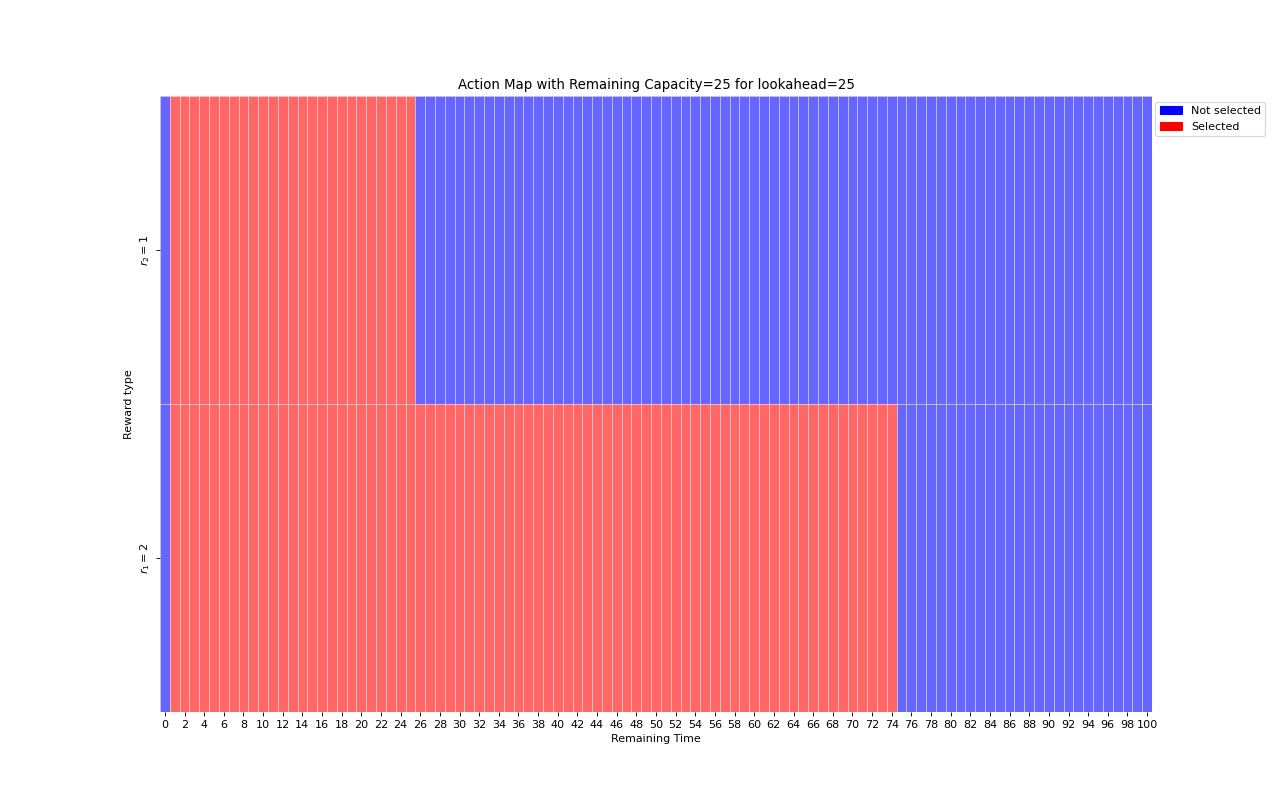 Action Map with Remaining Capacity=25 for lookahead=25
Not selected
Selected
r₂ = 1
Reward type
r₁ = 2
0 2 4 6 8 10 12 14 16 18 20 22 24 26 28 30 32 34 36 38 40 42 44 46 48 50 52 54 56 58 60 62 64 66 68 70 72 74 76 78 80 82 84 86 88 90 92 94 96 98 100
Remaining Time